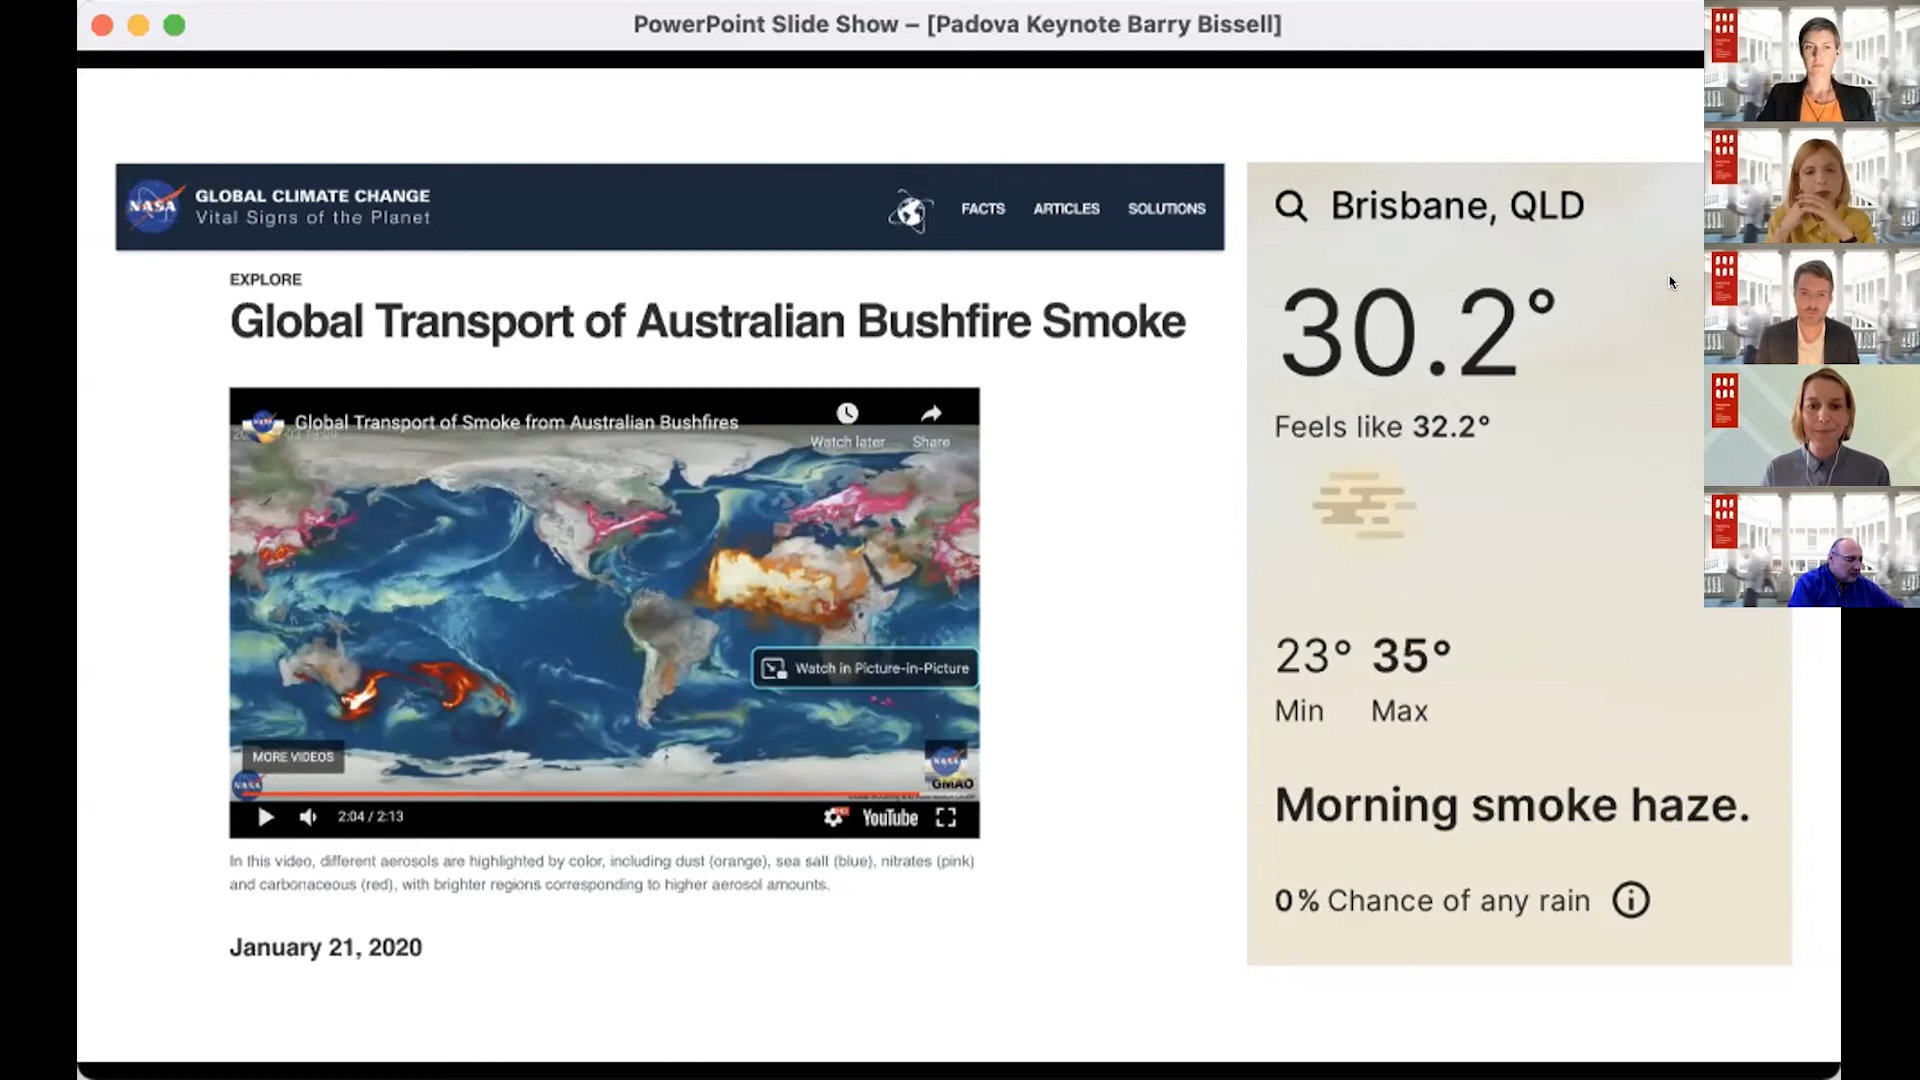 PowerPoint Slide Show – [Padova Keynote Barry Bissell]
NASA
GLOBAL CLIMATE CHANGE
Vital Signs of the Planet
FACTS ARTICLES SOLUTIONS
EXPLORE
Global Transport of Australian Bushfire Smoke
Global Transport of Smoke from Australian Bushfires
Watch later Share
Watch in Picture-in-Picture
MORE VIDEOS
NASA
GMAO
2:04 / 2:13
YouTube
In this video, different aerosols are highlighted by color, including dust (orange), sea salt (blue), nitrates (pink)
and carbonaceous (red), with brighter regions corresponding to higher aerosol amounts.
January 21, 2020
Brisbane, QLD
30.2°
Feels like 32.2°
23° 35°
Min Max
Morning smoke haze.
0% Chance of any rain